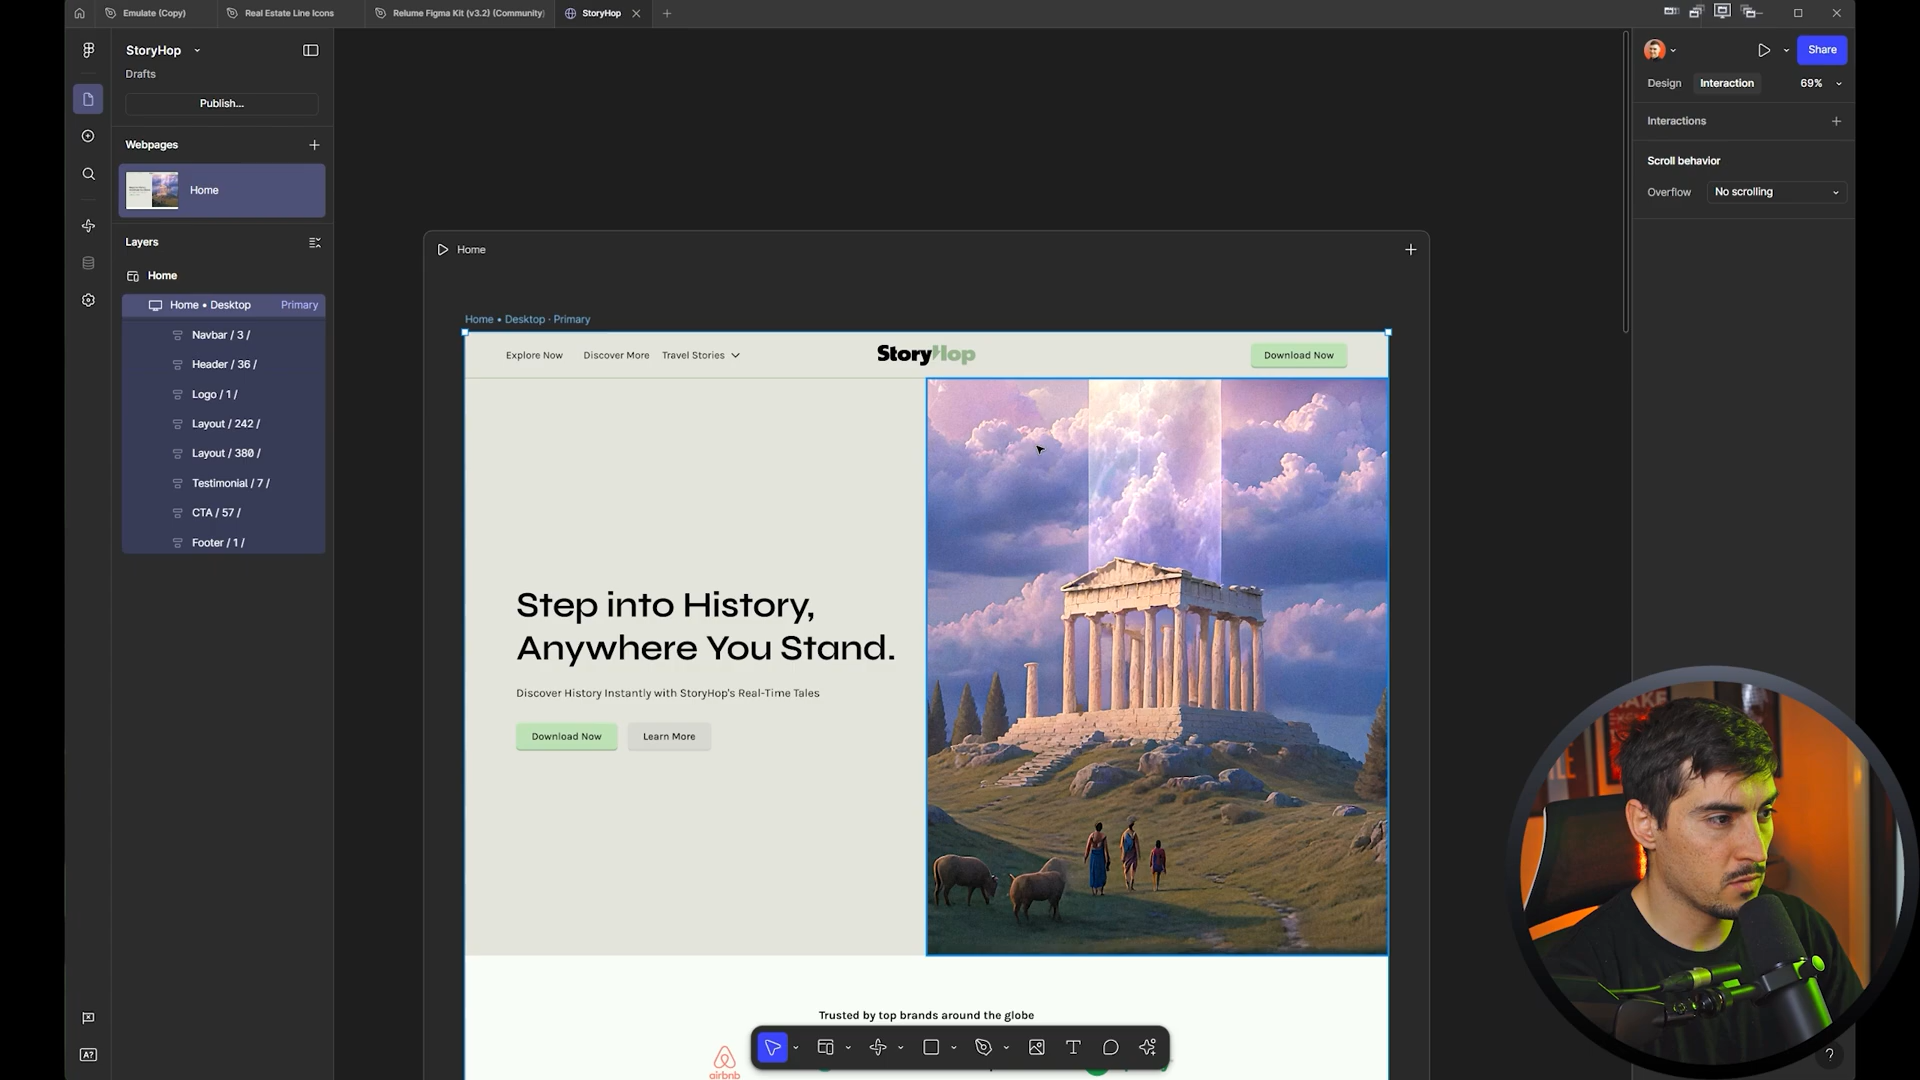 Emulate (Copy)
Real Estate Line Icons
Relume Figma Kit (v3.2) (Community)
StoryHop
StoryHop
Drafts
Publish...
Webpages
Home
Layers
Home
Home • Desktop
Primary
Navbar / 3 /
Header / 36 /
Logo / 1 /
Layout / 242 /
Layout / 380 /
Testimonial / 7 /
CTA / 57 /
Footer / 1 /
A?
Home
Home • Desktop · Primary
Explore Now
Discover More
Travel Stories
StoryHop
Download Now
Step into History,
Anywhere You Stand.
Discover History Instantly with StoryHop's Real-Time Tales
Download Now
Learn More
Trusted by top brands around the globe
airbnb
Share
Design
Interaction
69%
Interactions
Scroll behavior
Overflow
No scrolling
?